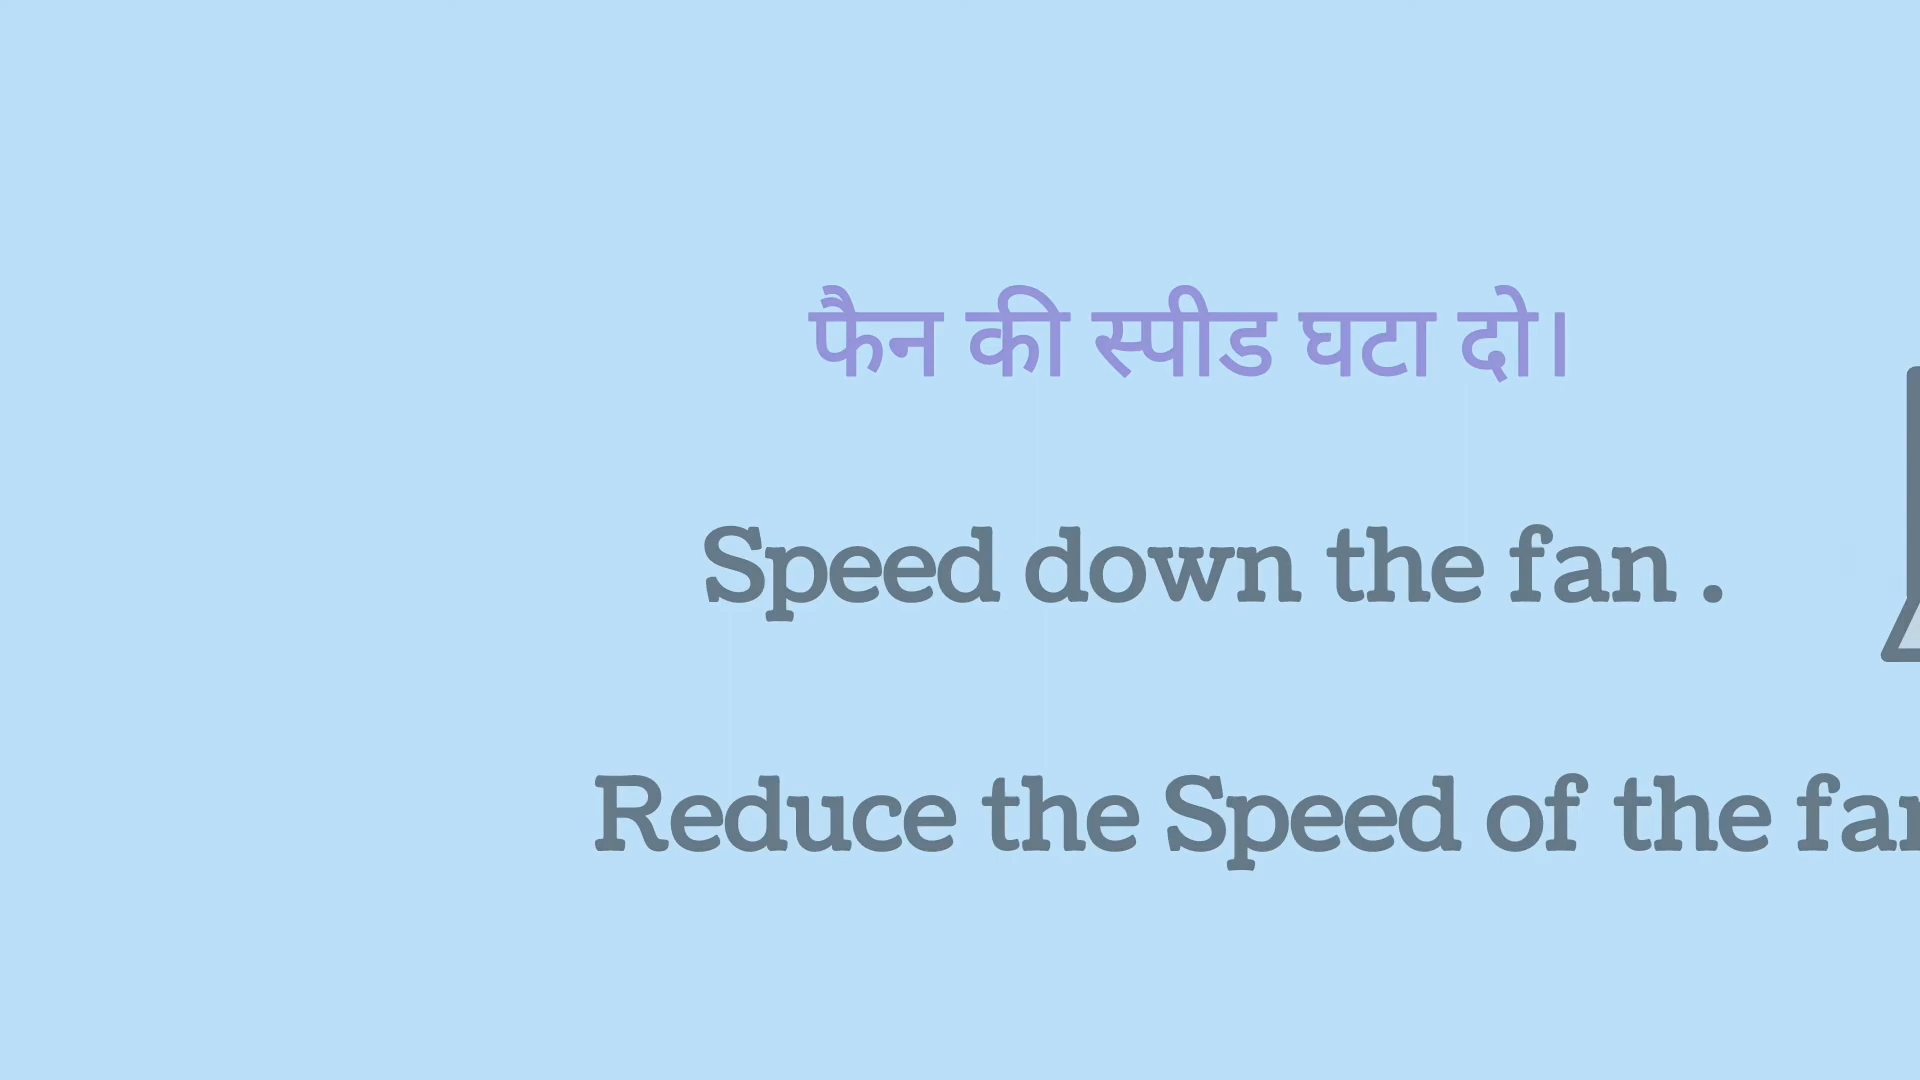 फैन की स्पीड घटा दो।
Speed down the fan .
Reduce the Speed of the